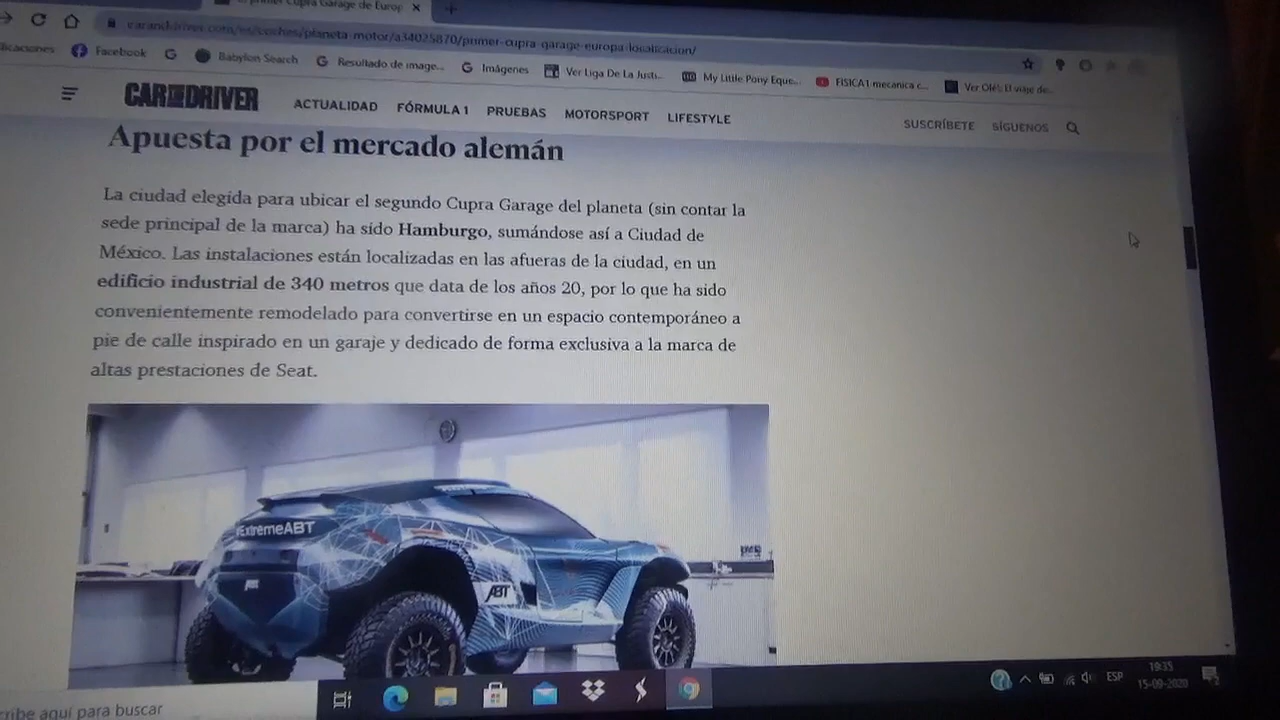 primer Cupra Garage de Europ
caranddriver.com/es/coches/planeta-motor/a34025870/primer-cupra-garage-europa-localizacion/
licaciones Facebook G Babylon Search Resultado de image... Imágenes Ver Liga De La Justi... My Little Pony Eque... FISICA1 mecanica c... Ver Olét: El viaje de...
CAR AND DRIVER ACTUALIDAD FÓRMULA 1 PRUEBAS MOTORSPORT LIFESTYLE SUSCRÍBETE SÍGUENOS
Apuesta por el mercado alemán
La ciudad elegida para ubicar el segundo Cupra Garage del planeta (sin contar la
sede principal de la marca) ha sido Hamburgo, sumándose así a Ciudad de
México. Las instalaciones están localizadas en las afueras de la ciudad, en un
edificio industrial de 340 metros que data de los años 20, por lo que ha sido
convenientemente remodelado para convertirse en un espacio contemporáneo a
pie de calle inspirado en un garaje y dedicado de forma exclusiva a la marca de
altas prestaciones de Seat.
#ExtremeABT
ABT
cribe aquí para buscar
ESP
19:35
15-09-2020